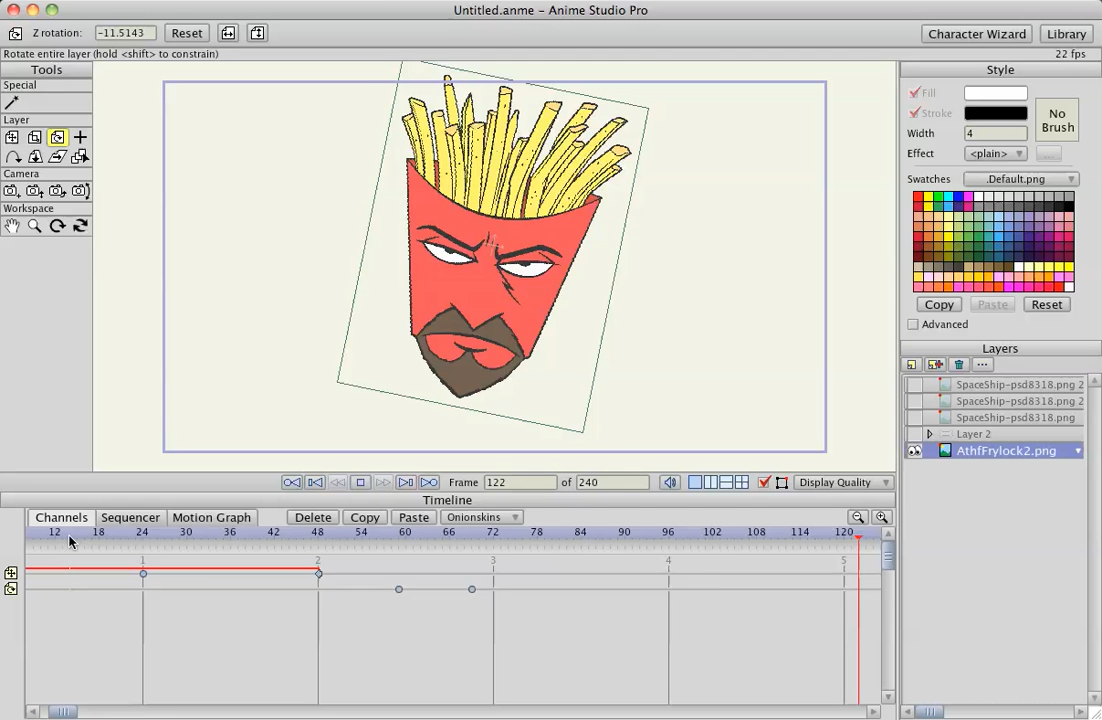 Untitled.anme – Anime Studio Pro
Z rotation: -11.5143 Reset Character Wizard Library
Rotate entire layer (hold <shift> to constrain) 22 fps
Tools
Special
Layer
Camera
Workspace
Style
Fill
Stroke
Width 4
Effect <plain>
No
Brush
Swatches .Default.png
Copy Paste Reset
Advanced
Layers
SpaceShip-psd8318.png 2
SpaceShip-psd8318.png 2
SpaceShip-psd8318.png
Layer 2
AthfFrylock2.png
Frame 122 of 240 Display Quality
Timeline
Channels Sequencer Motion Graph Delete Copy Paste Onionskins
12 18 24 30 36 42 48 54 60 66 72 78 84 90 96 102 108 114 120
1 2 3 4 5